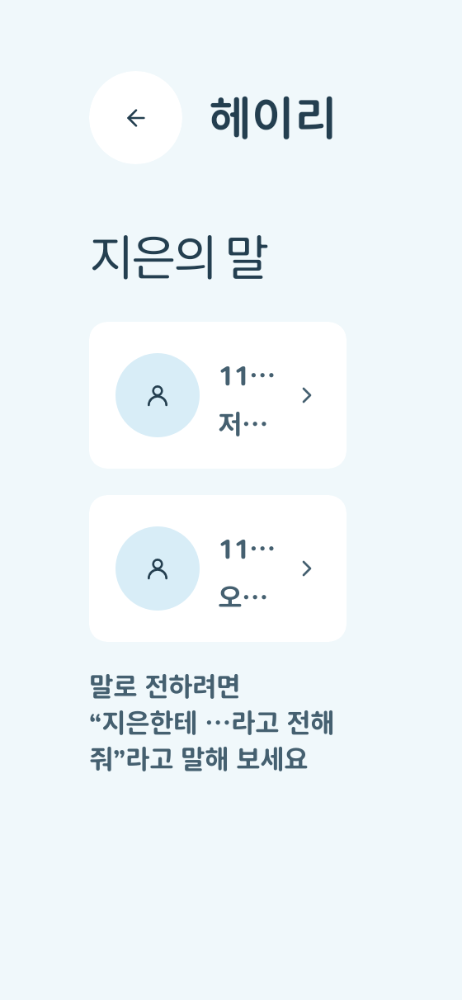 헤이리
지은의 말
11…
저…
11…
오…
말로 전하려면
“지은한테 …라고 전해
줘”라고 말해 보세요